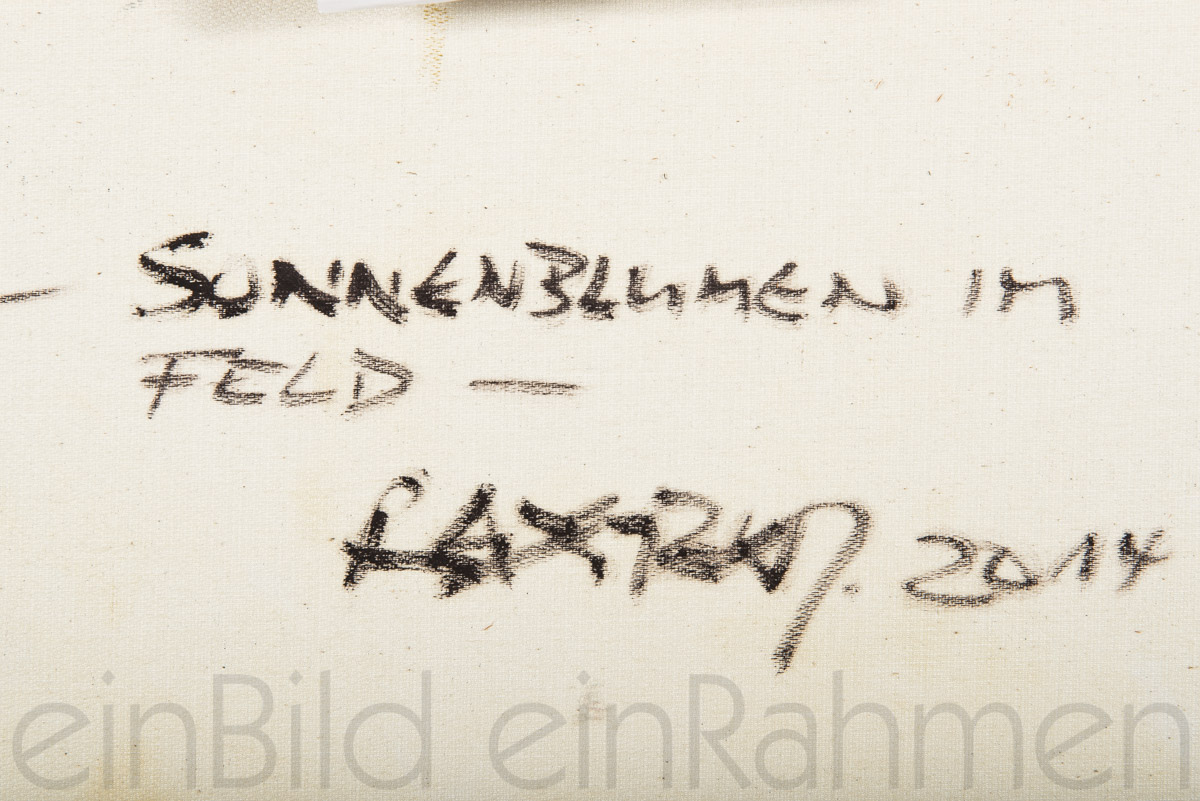 — SONNENBLUMEN IM
FELD —
2014
einBild einRahmen